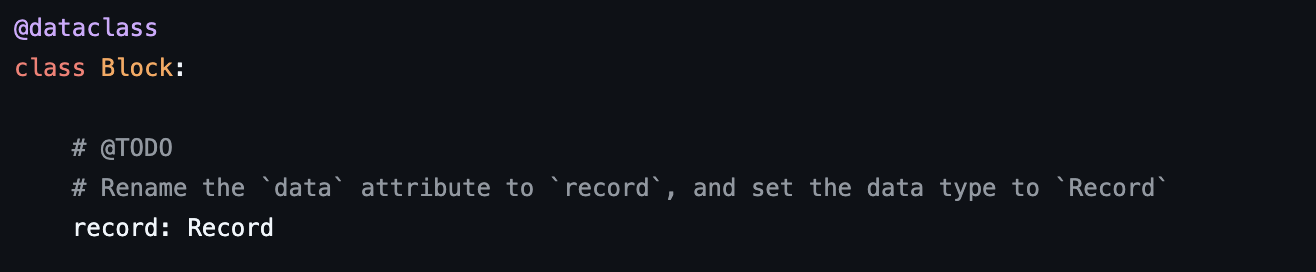 @dataclass
class Block:
# @TODO
# Rename the `data` attribute to `record`, and set the data type to `Record`
record: Record